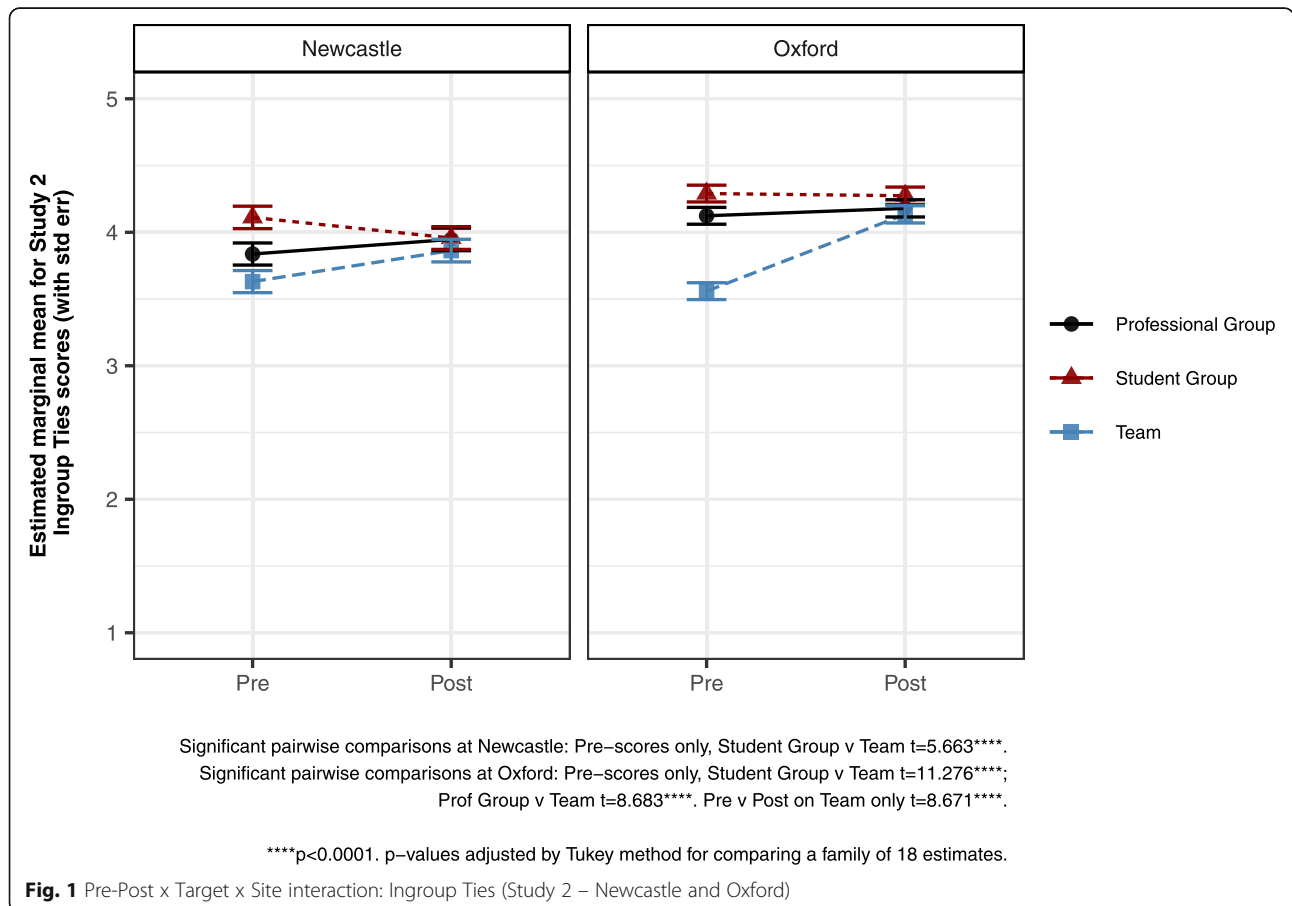 Newcastle
Oxford
Estimated marginal mean for Study 2
Ingroup Ties scores (with std err)
5
4
3
2
1
Pre
Post
Pre
Post
Professional Group
Student Group
Team
Significant pairwise comparisons at Newcastle: Pre−scores only, Student Group v Team t=5.663****.
Significant pairwise comparisons at Oxford: Pre−scores only, Student Group v Team t=11.276****;
Prof Group v Team t=8.683****. Pre v Post on Team only t=8.671****.
****p<0.0001. p−values adjusted by Tukey method for comparing a family of 18 estimates.
Fig. 1 Pre-Post x Target x Site interaction: Ingroup Ties (Study 2 – Newcastle and Oxford)